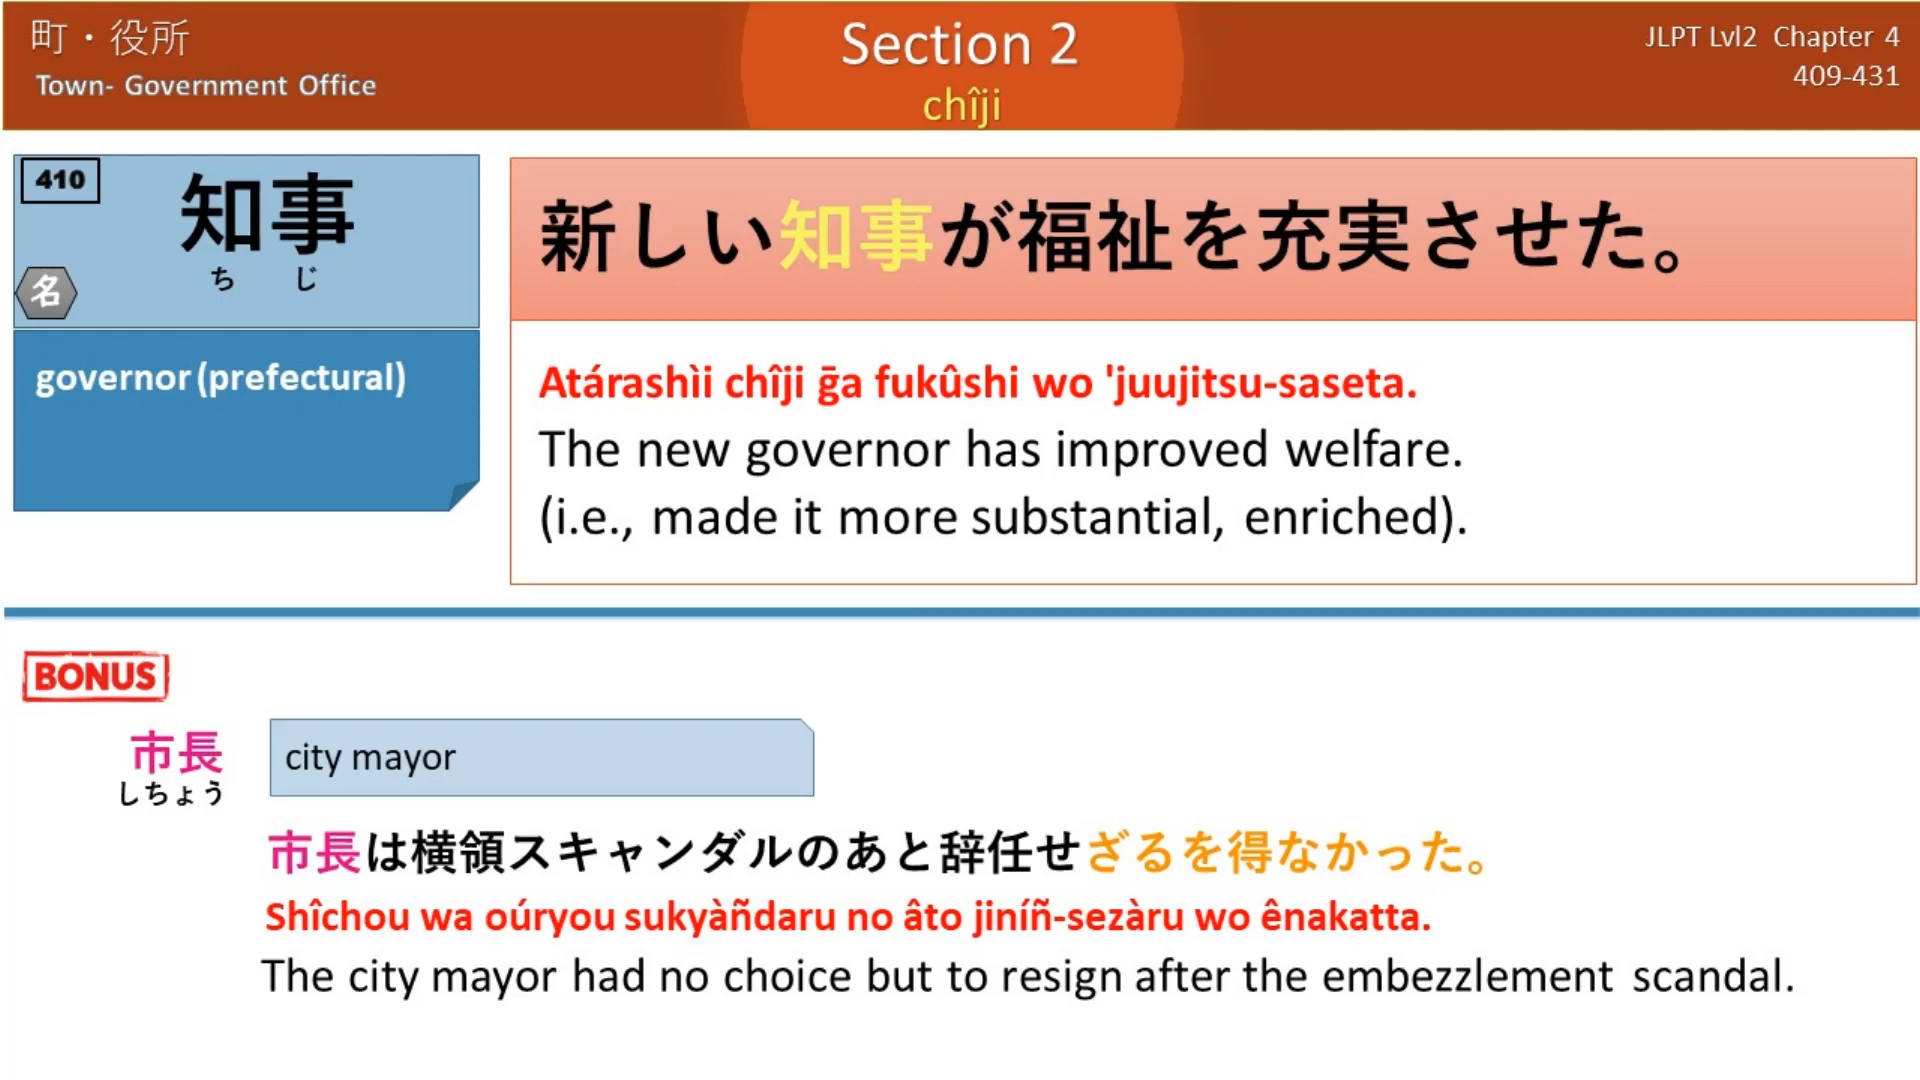 町・役所
Town- Government Office
Section 2
chîji
JLPT Lvl2 Chapter 4
409-431
410
知事
ち じ
名
governor (prefectural)
新しい知事が福祉を充実させた。
Atárashìi chîji ḡa fukûshi wo 'juujitsu-saseta.
The new governor has improved welfare.
(i.e., made it more substantial, enriched).
BONUS
市長
しちょう
city mayor
市長は横領スキャンダルのあと辞任せざるを得なかった。
Shîchou wa oúryou sukyàñdaru no âto jiníñ-sezàru wo ênakatta.
The city mayor had no choice but to resign after the embezzlement scandal.